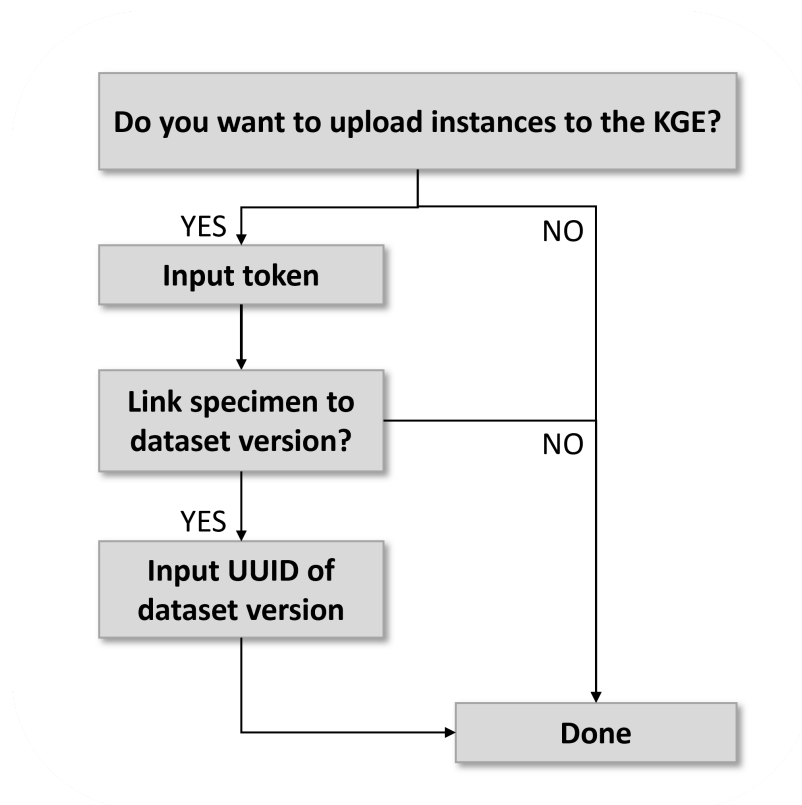 Do you want to upload instances to the KGE?
YES
NO
Input token
Link specimen to
dataset version?
NO
YES
Input UUID of
dataset version
Done